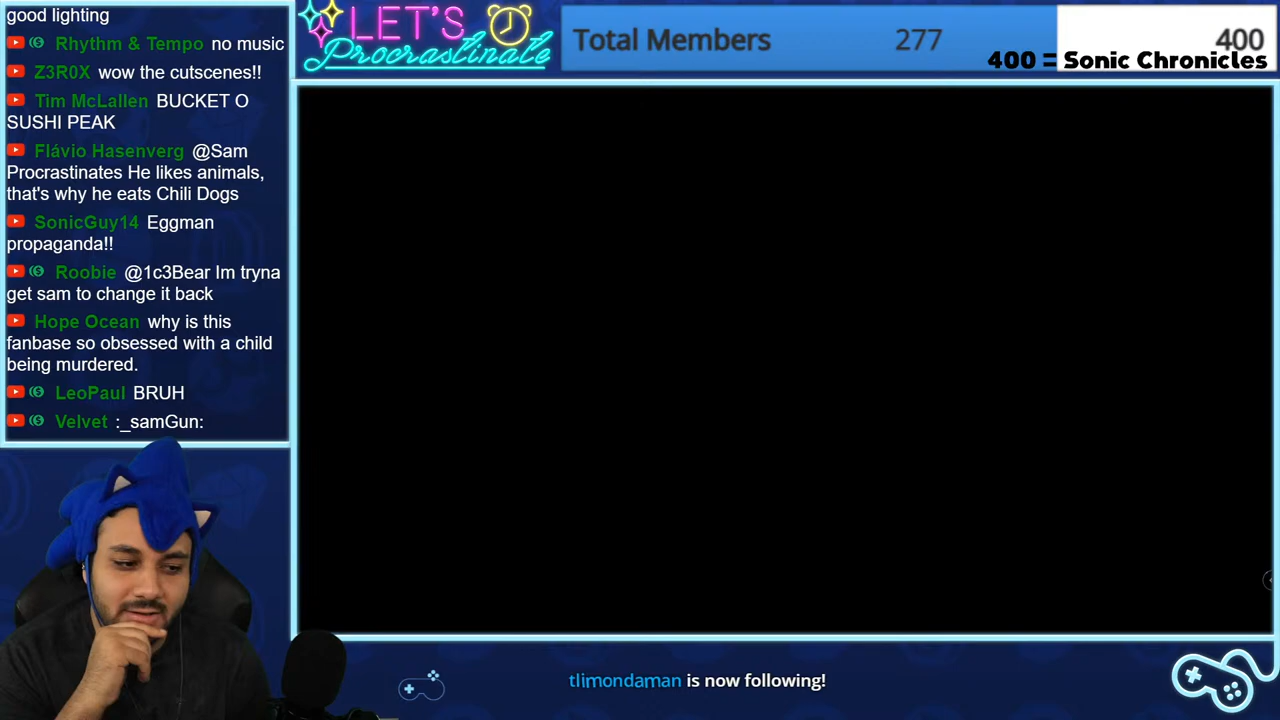 good lighting
Rhythm & Tempo no music
Z3R0X wow the cutscenes!!
Tim McLallen BUCKET O
SUSHI PEAK
Flávio Hasenverg @Sam
Procrastinates He likes animals,
that's why he eats Chili Dogs
SonicGuy14 Eggman
propaganda!!
Roobie @1c3Bear Im tryna
get sam to change it back
Hope Ocean why is this
fanbase so obsessed with a child
being murdered.
LeoPaul BRUH
Velvet :_samGun:
LET'S
Procrastinate
Total Members 277 400
400 = Sonic Chronicles
tlimondaman is now following!